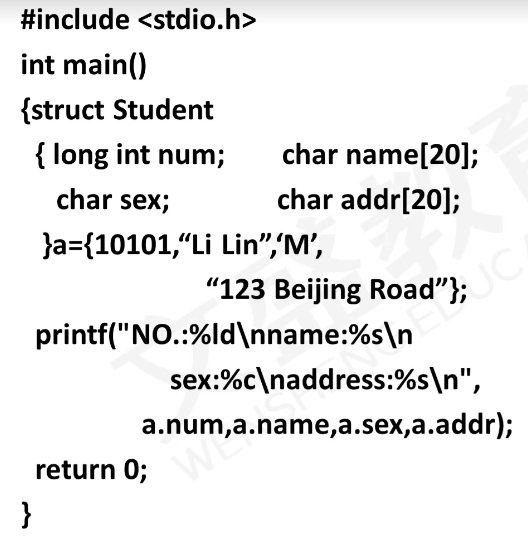 #include <stdio.h>
int main()
{struct Student
{ long int num; char name[20];
char sex; char addr[20];
}a={10101,“Li Lin”,‘M’,
“123 Beijing Road”};
printf("NO.:%ld\nname:%s\n
sex:%c\naddress:%s\n",
a.num,a.name,a.sex,a.addr);
return 0;
}